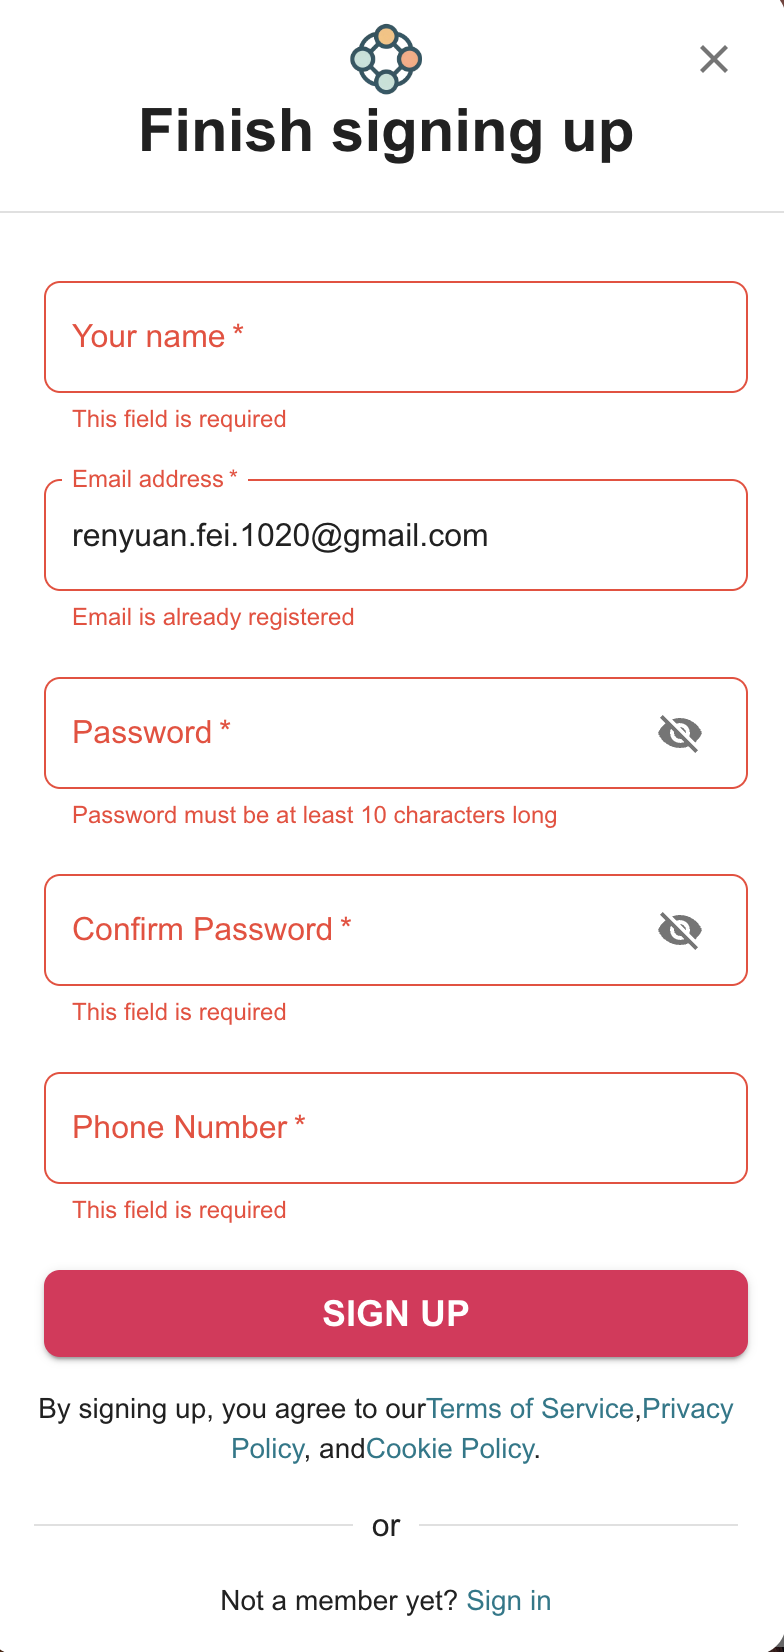 Finish signing up
Your name *
This field is required
Email address *
renyuan.fei.1020@gmail.com
Email is already registered
Password *
Password must be at least 10 characters long
Confirm Password *
This field is required
Phone Number *
This field is required
SIGN UP
By signing up, you agree to ourTerms of Service,Privacy
Policy, andCookie Policy.
or
Not a member yet? Sign in